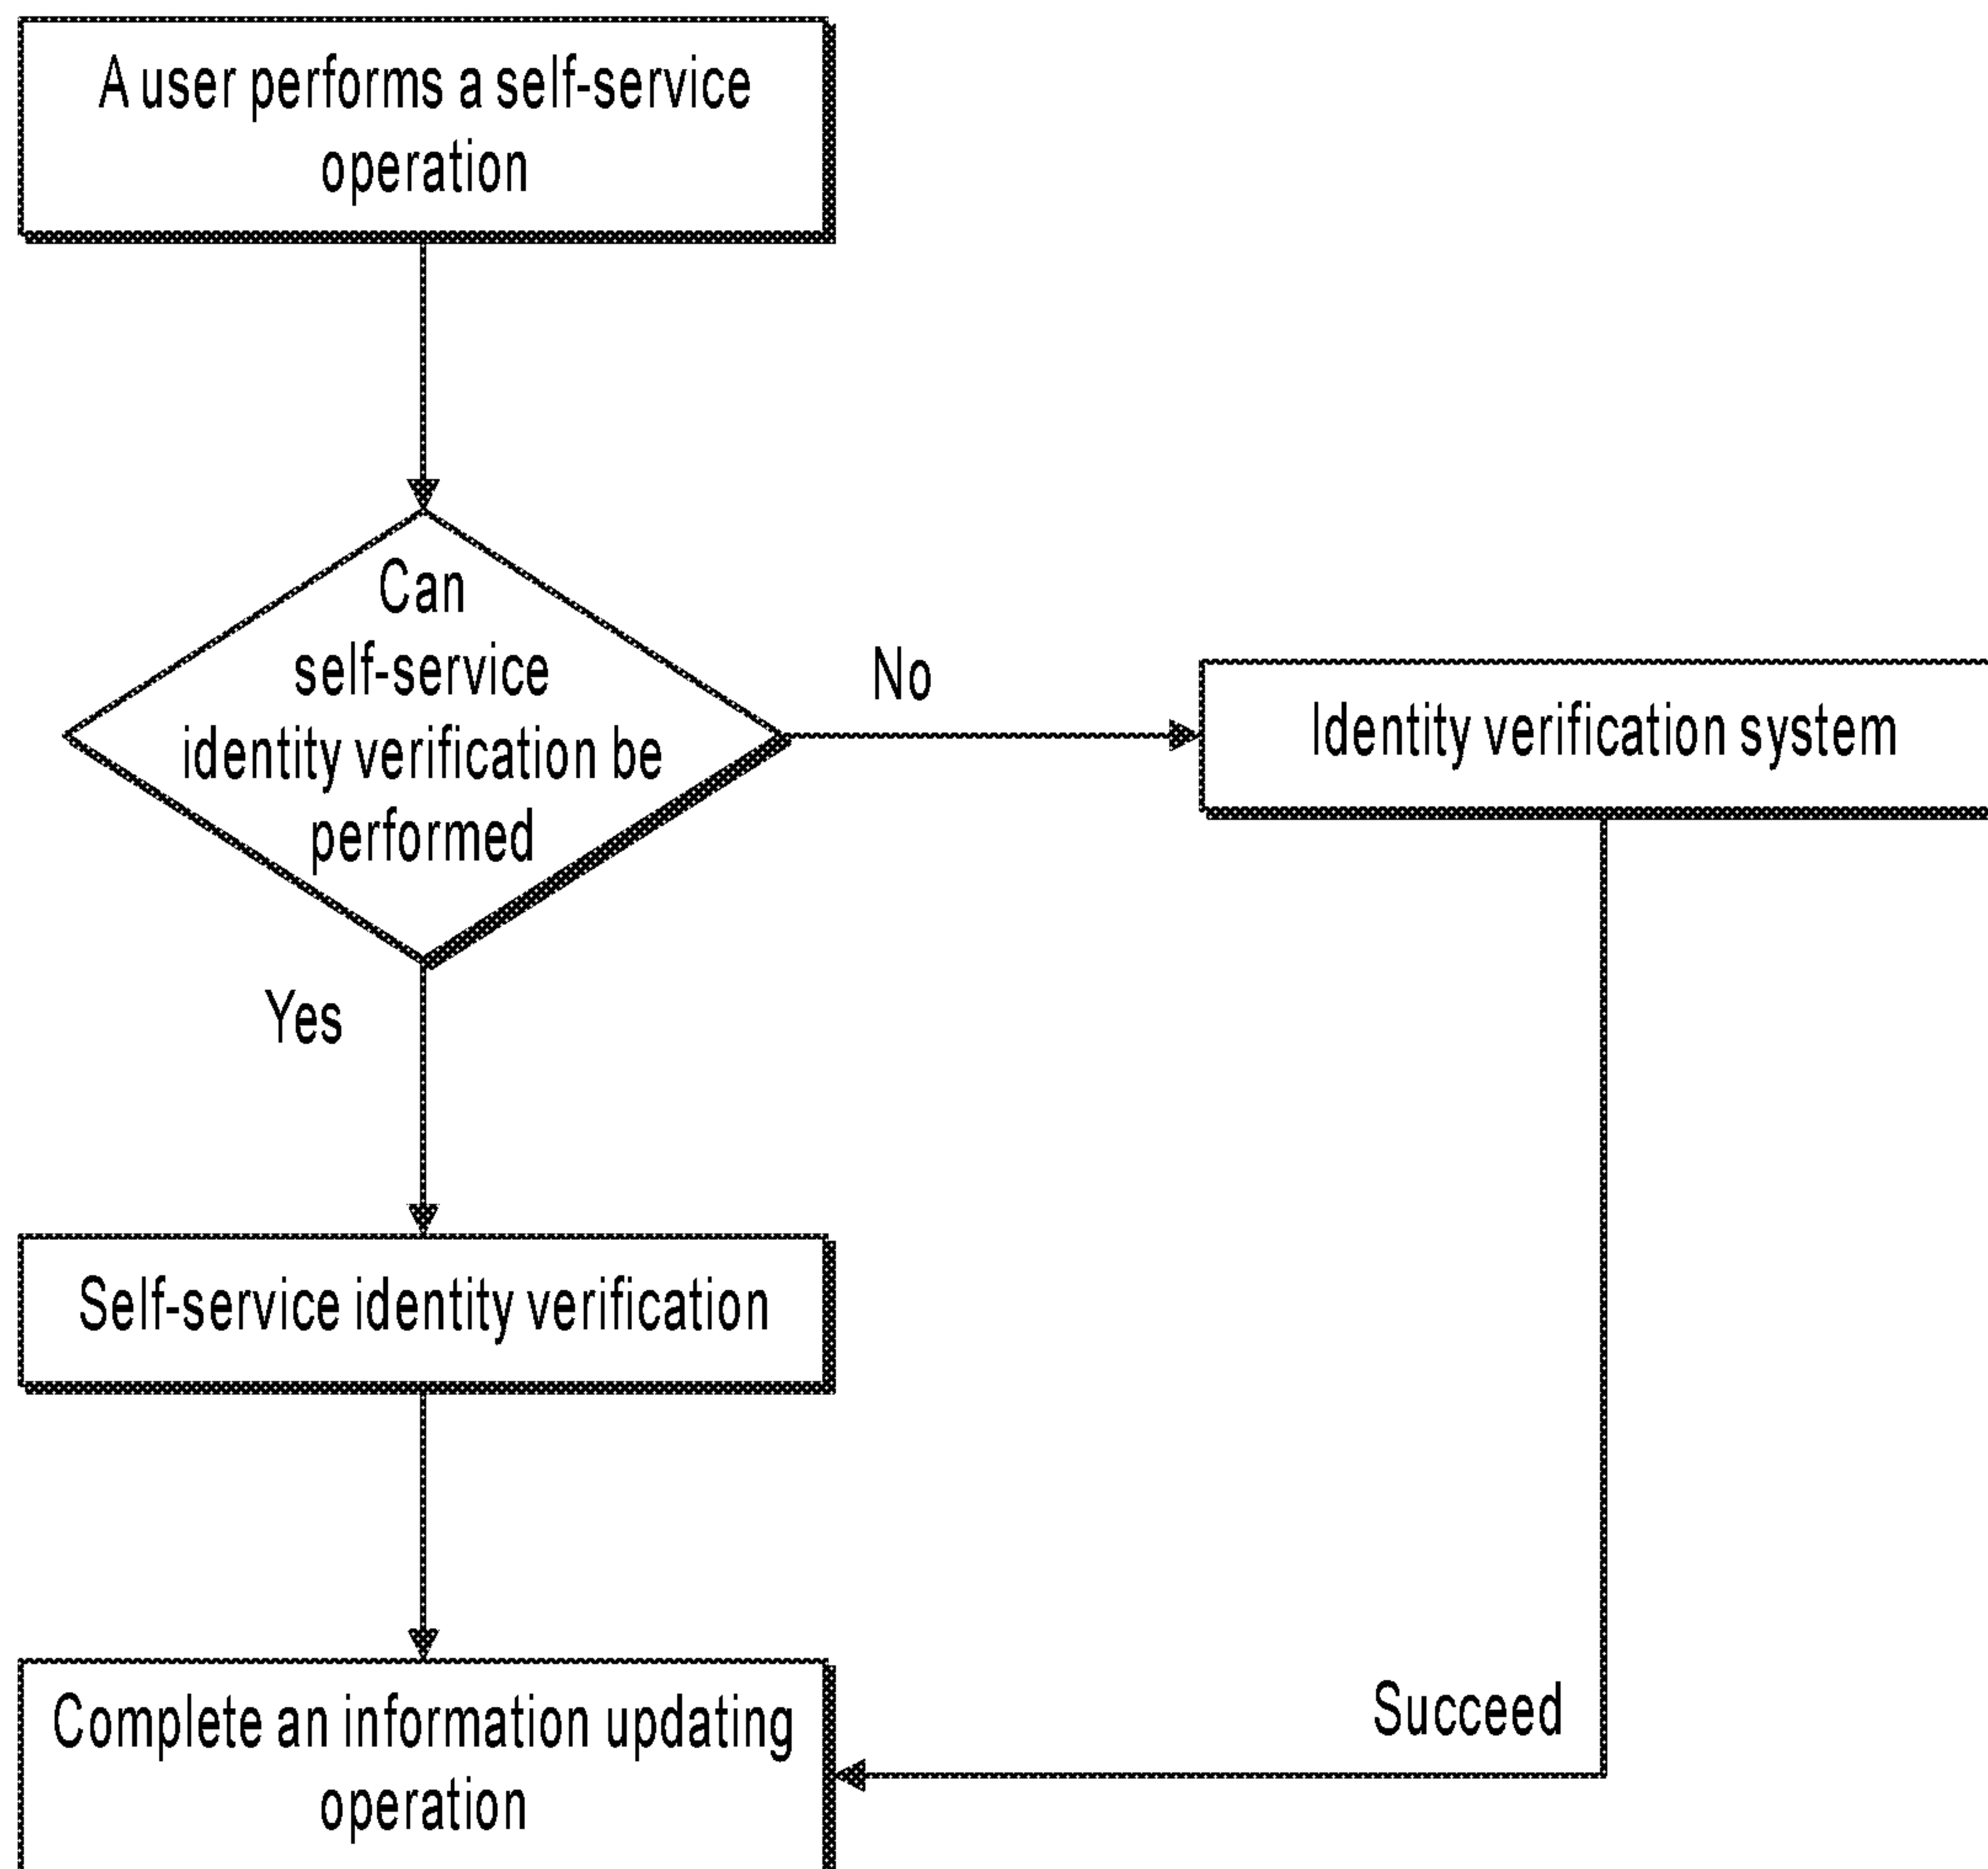 A user performs a self-service
operation
Can
self-service
identity verification be
performed
No
Identity verification system
Yes
Self-service identity verification
Complete an information updating
operation
Succeed